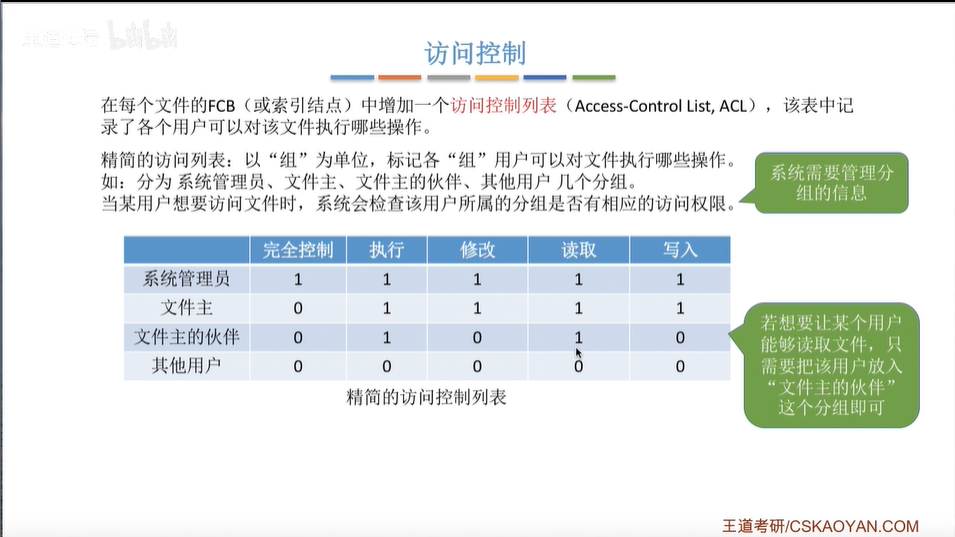 王道考研 bilibili
访问控制
在每个文件的FCB（或索引结点）中增加一个访问控制列表（Access-Control List, ACL），该表中记
录了各个用户可以对该文件执行哪些操作。
精简的访问列表：以“组”为单位，标记各“组”用户可以对文件执行哪些操作。
如：分为 系统管理员、文件主、文件主的伙伴、其他用户 几个分组。
当某用户想要访问文件时，系统会检查该用户所属的分组是否有相应的访问权限。
系统需要管理分
组的信息
完全控制 执行 修改 读取 写入
系统管理员 1 1 1 1 1
文件主 0 1 1 1 1
文件主的伙伴 0 1 0 1 0
其他用户 0 0 0 0 0
精简的访问控制列表
若想要让某个用户
能够读取文件，只
需要把该用户放入
“文件主的伙伴”
这个分组即可
王道考研/CSKAOYAN.COM